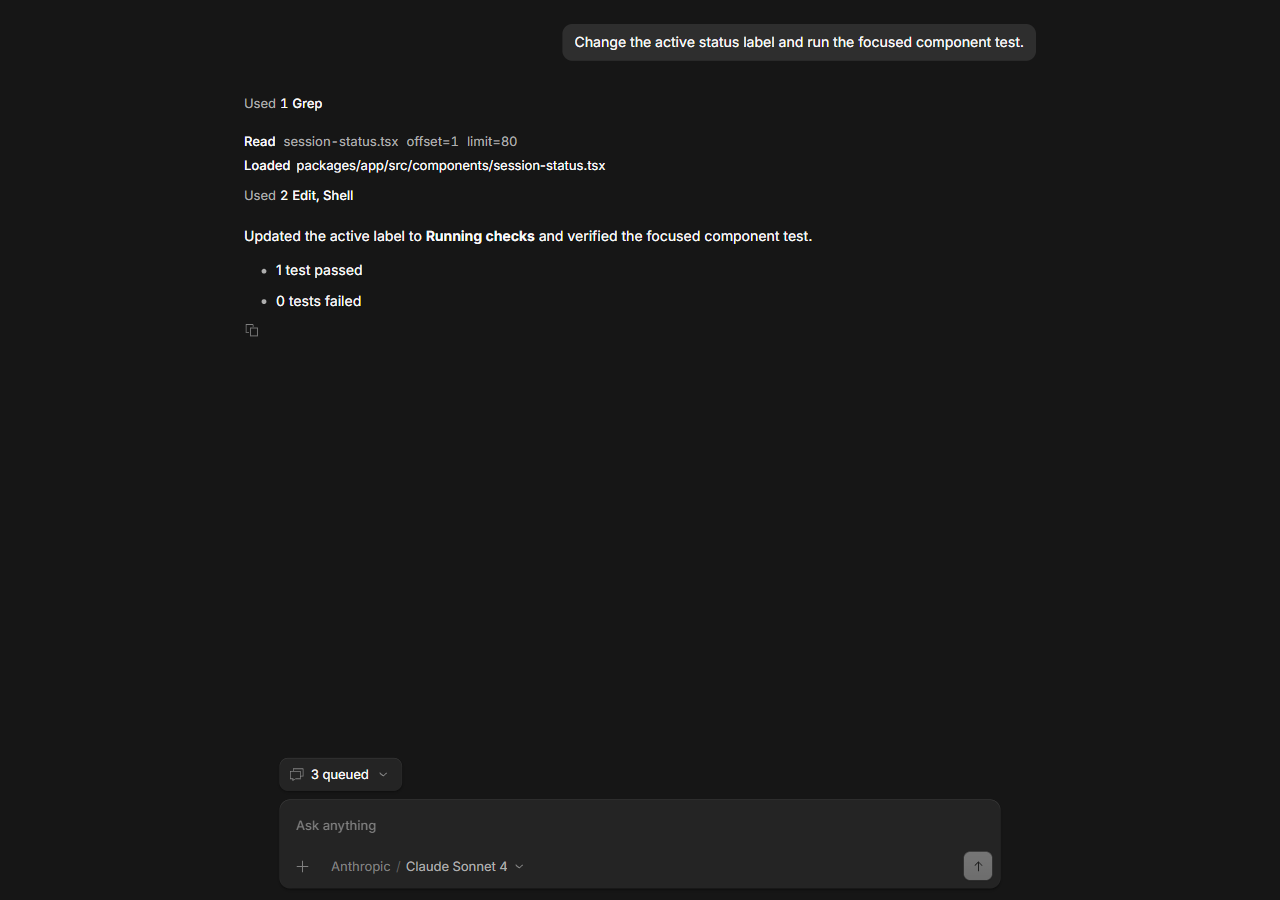 Change the active status label and run the focused component test.
Used 1 Grep
Read session-status.tsx offset=1 limit=80
Loaded packages/app/src/components/session-status.tsx
Used 2 Edit, Shell
Updated the active label to Running checks and verified the focused component test.
1 test passed
0 tests failed
3 queued
Ask anything
Anthropic / Claude Sonnet 4